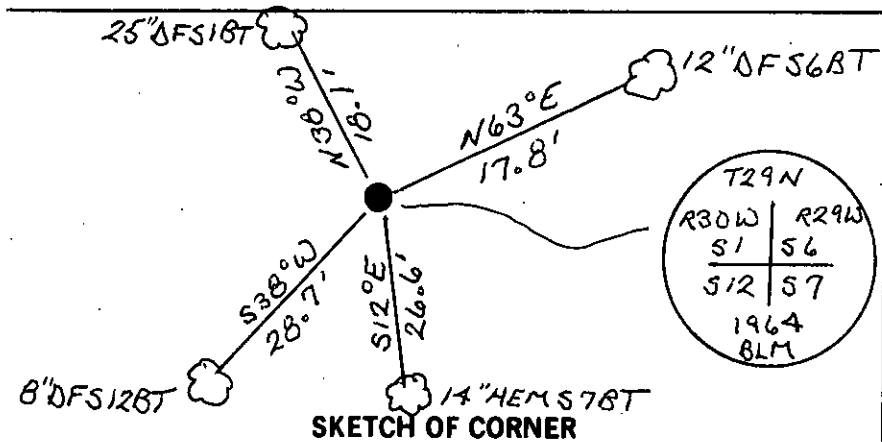 25"DFS1BT
12"DFS6BT
N38°W
18.1'
N63°E
17.8'
T29N
R30W R29W
S1 S6
S12 S7
1964
BLM
S38°W
28.7'
S12°E
26.6'
8"DFS12BT
14"HEMS7BT
SKETCH OF CORNER